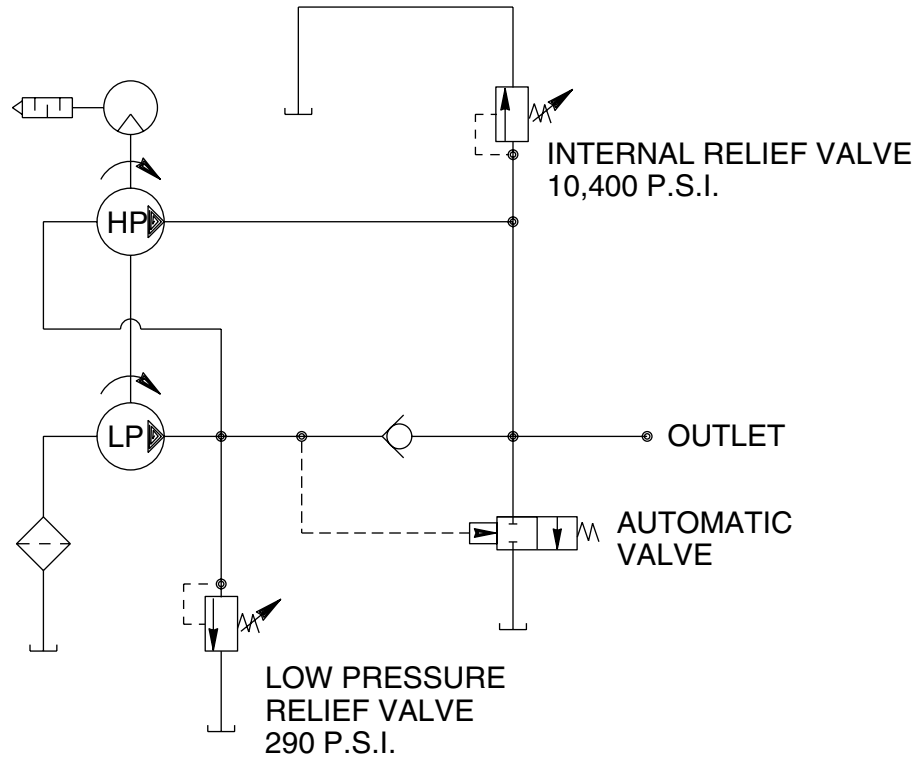 INTERNAL RELIEF VALVE
10,400 P.S.I.
HP
LP
OUTLET
AUTOMATIC
VALVE
LOW PRESSURE
RELIEF VALVE
290 P.S.I.